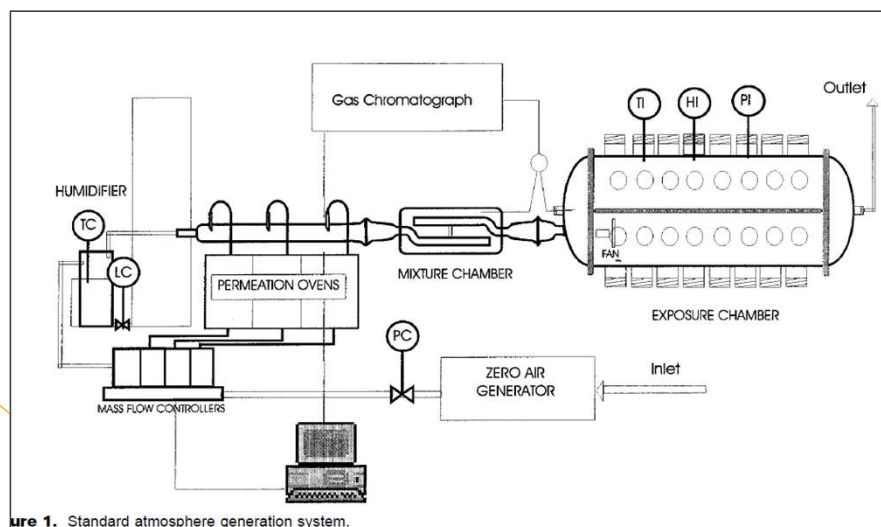 Gas Chromatograph
TI
HI
PI
Outlet
HUMIDIFIER
TC
LC
FAN
MIXTURE CHAMBER
PERMEATION OVENS
EXPOSURE CHAMBER
PC
ZERO AIR
GENERATOR
Inlet
MASS FLOW CONTROLLERS
ure 1. Standard atmosphere generation system.